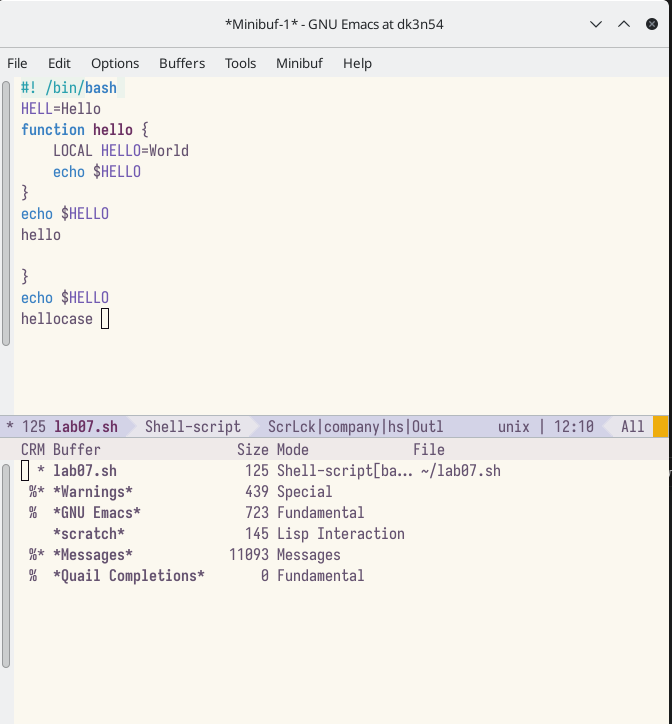 *Minibuf-1* - GNU Emacs at dk3n54
File Edit Options Buffers Tools Minibuf Help
#! /bin/bash
HELL=Hello
function hello {
    LOCAL HELLO=World
    echo $HELLO
}
echo $HELLO
hello
}
echo $HELLO
hellocase
* 125 lab07.sh Shell-script ScrLck|company|hs|Outl unix | 12:10 All
CRM Buffer Size Mode File
* lab07.sh 125 Shell-script[ba... ~/lab07.sh
%* *Warnings* 439 Special
% *GNU Emacs* 723 Fundamental
*scratch* 145 Lisp Interaction
%* *Messages* 11093 Messages
% *Quail Completions* 0 Fundamental